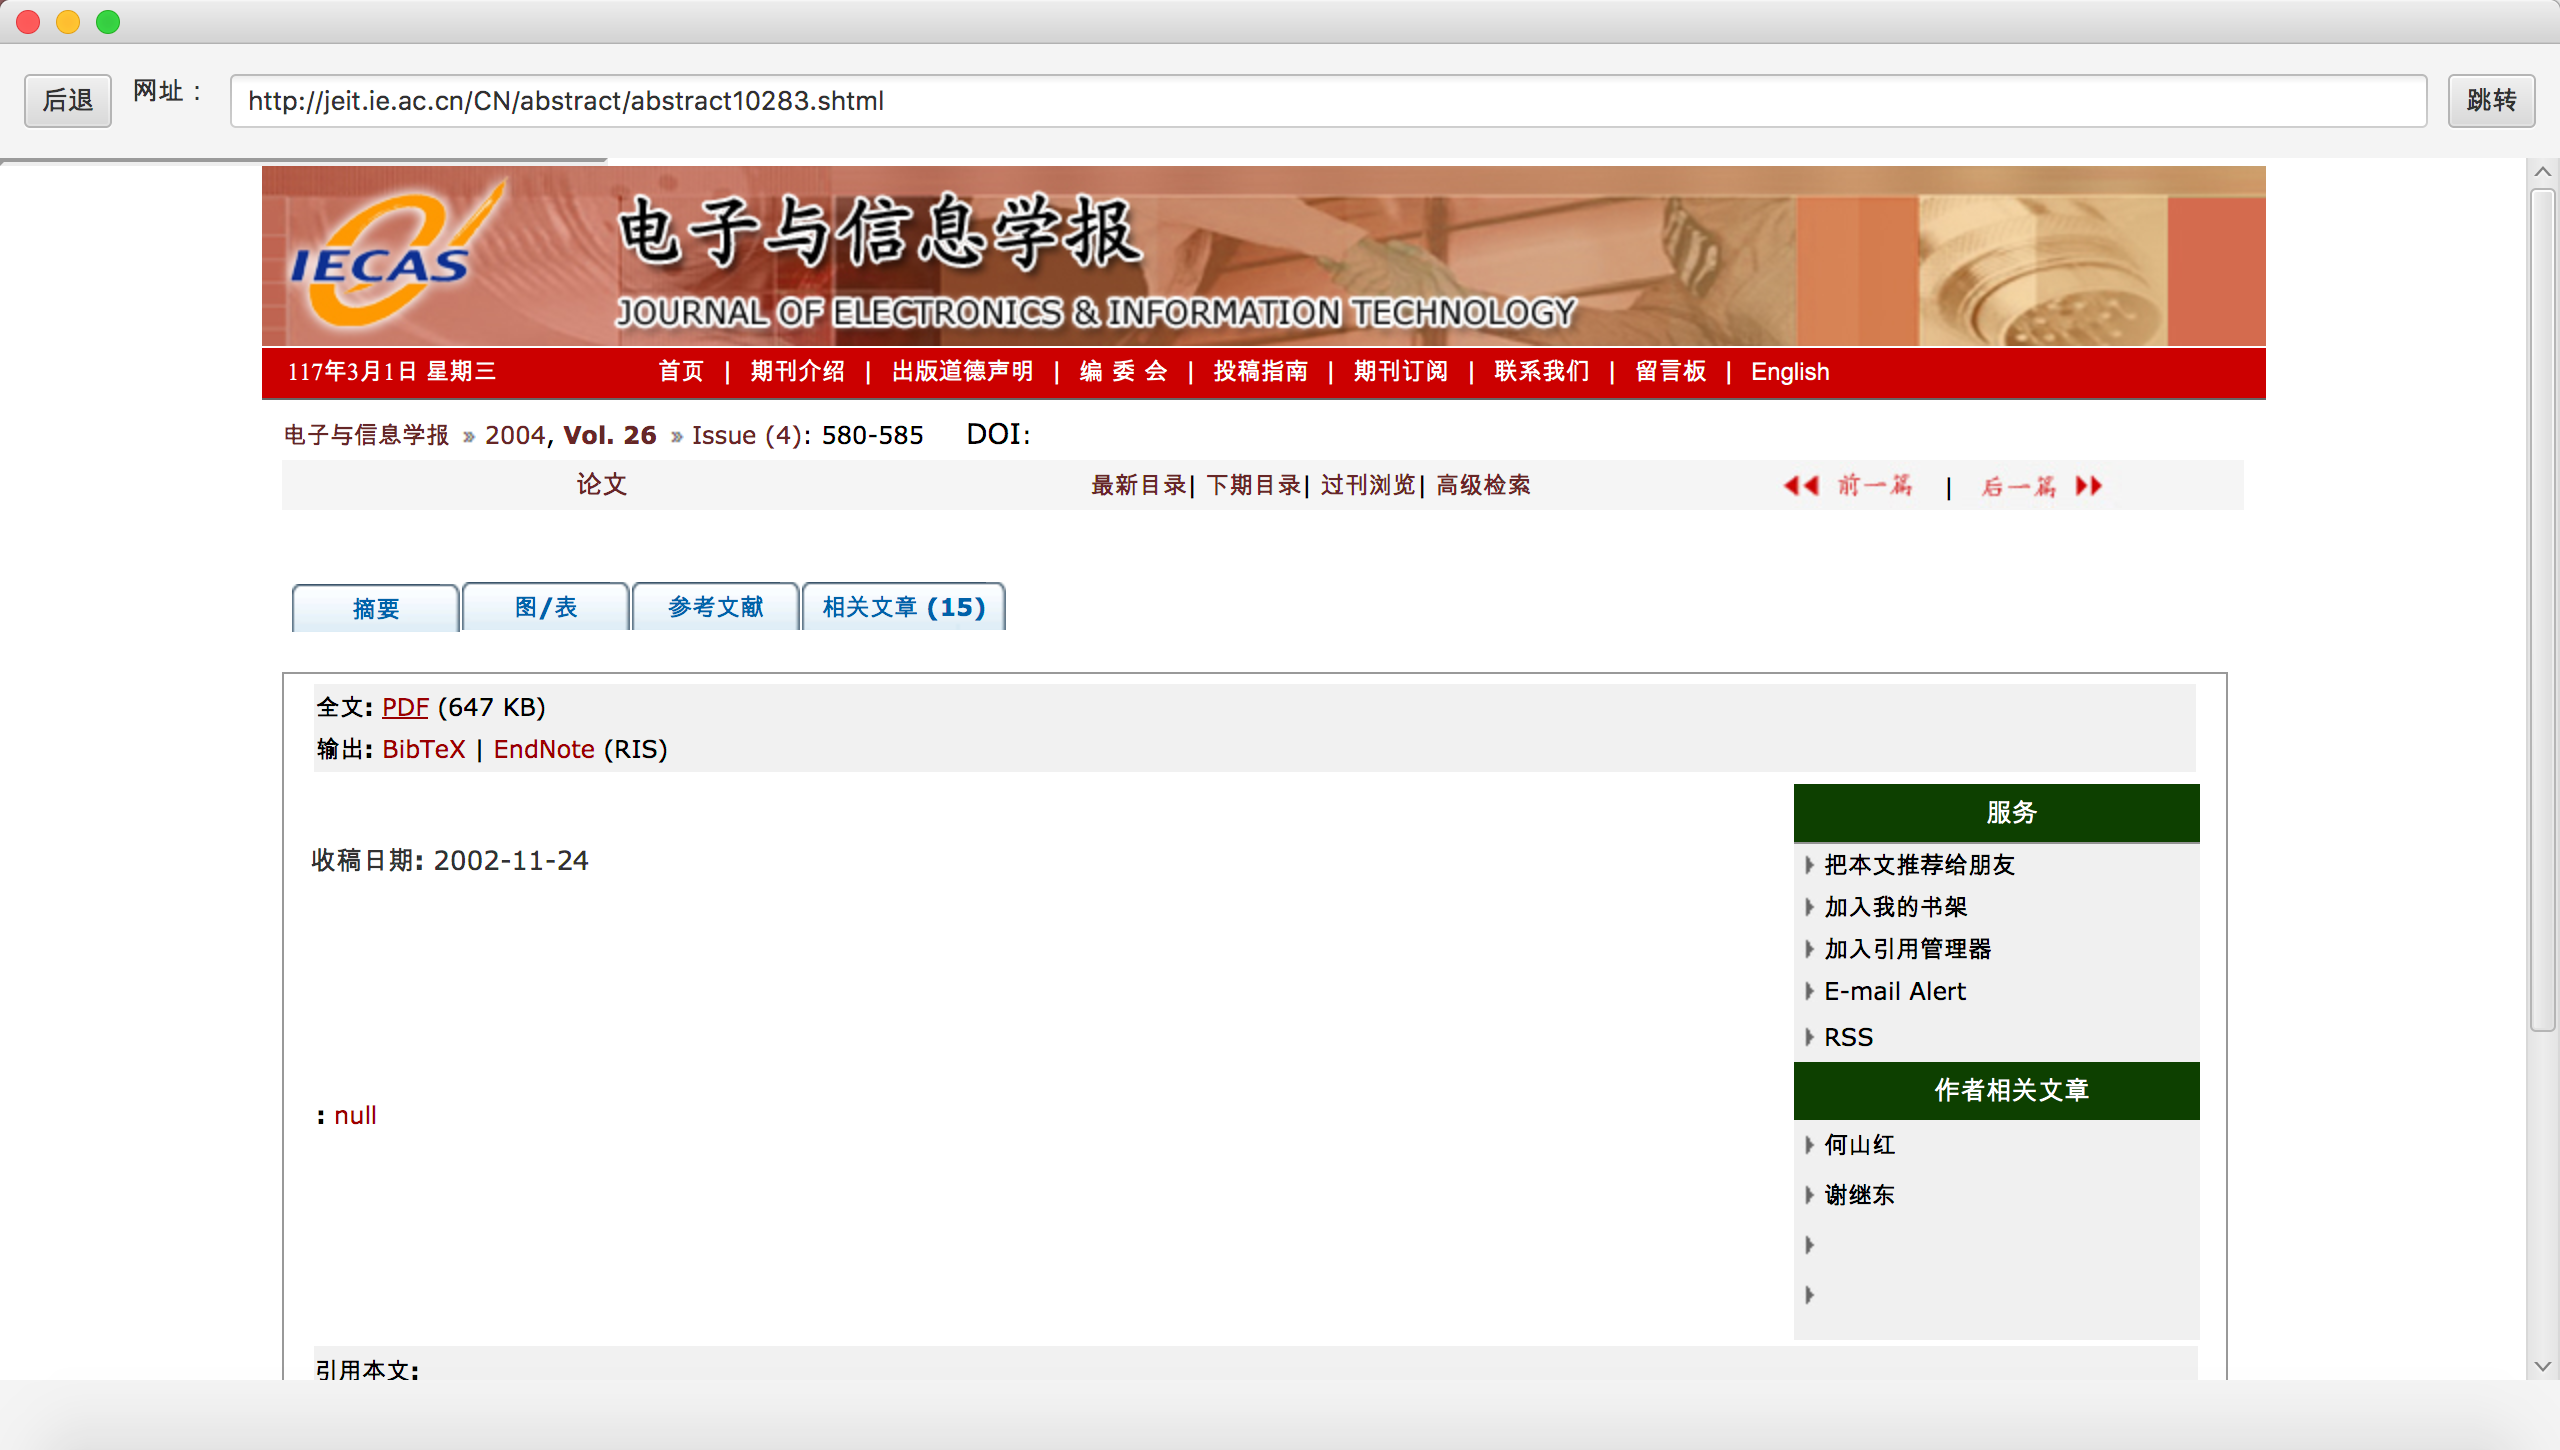 后退 网址： http://jeit.ie.ac.cn/CN/abstract/abstract10283.shtml 跳转
IECAS
电子与信息学报
JOURNAL OF ELECTRONICS & INFORMATION TECHNOLOGY
117年3月1日 星期三 首页 | 期刊介绍 | 出版道德声明 | 编 委 会 | 投稿指南 | 期刊订阅 | 联系我们 | 留言板 | English
电子与信息学报 » 2004, Vol. 26 » Issue (4): 580-585 DOI:
论文 最新目录| 下期目录| 过刊浏览| 高级检索 前一篇 | 后一篇
摘要 图/表 参考文献 相关文章 (15)
全文: PDF (647 KB)
输出: BibTeX | EndNote (RIS)
收稿日期: 2002-11-24
: null
服务
把本文推荐给朋友
加入我的书架
加入引用管理器
E-mail Alert
RSS
作者相关文章
何山红
谢继东
引用本文: